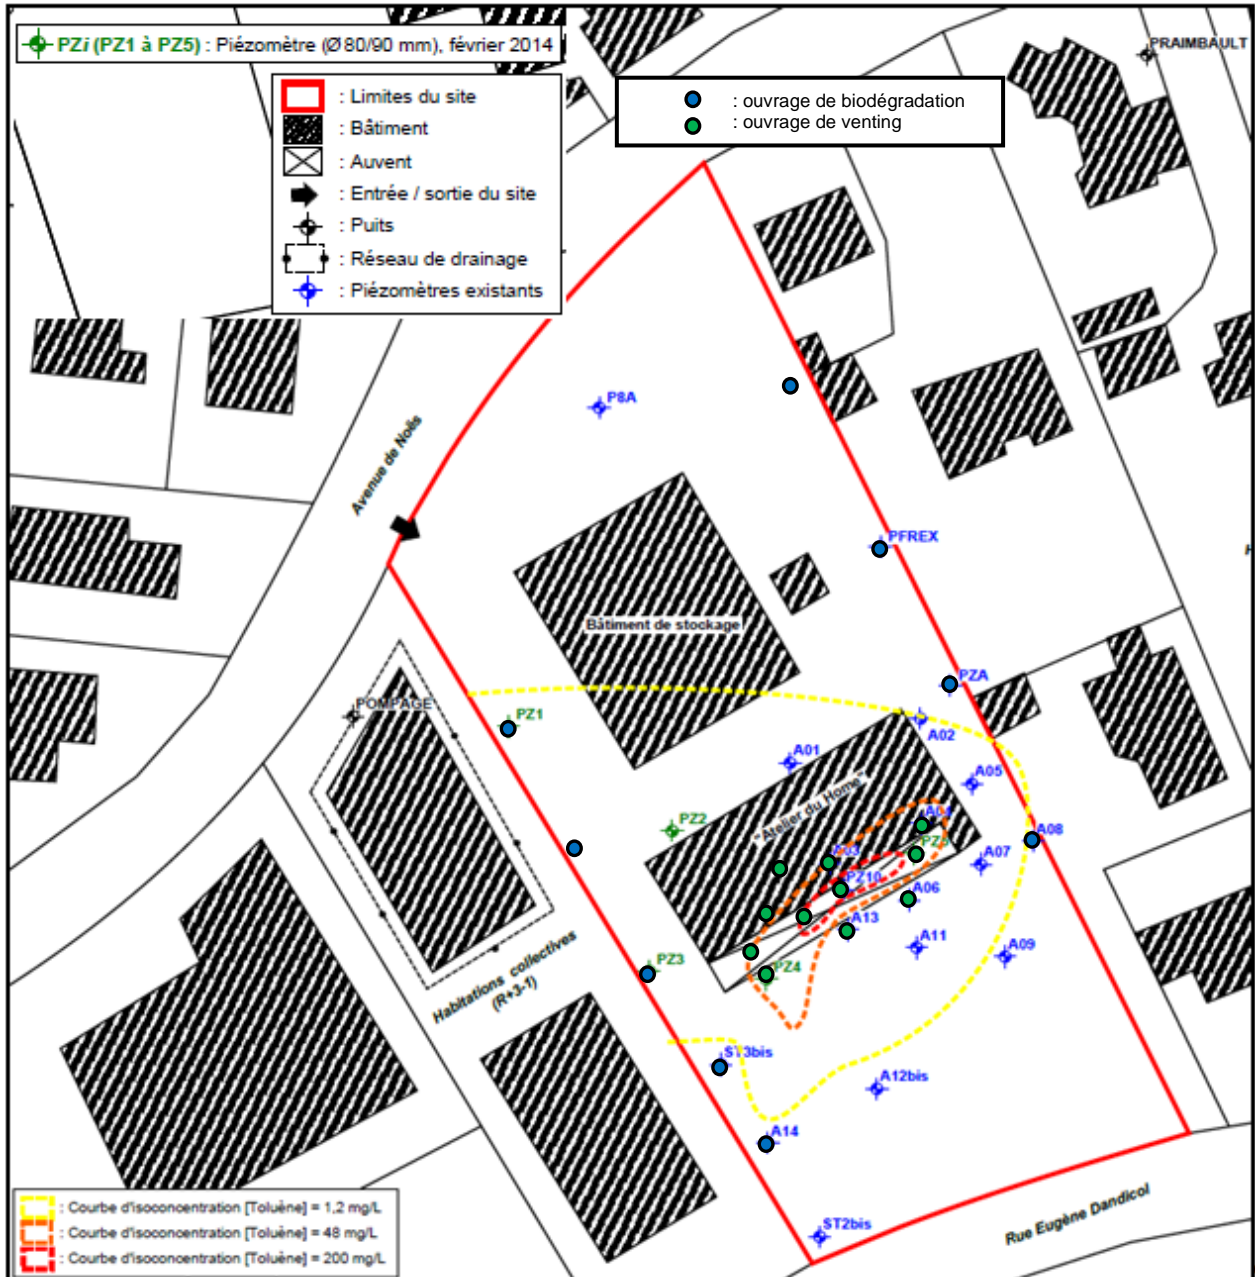 PZi (PZ1 à PZ5) : Piézomètre (Ø 80/90 mm), février 2014
: Limites du site
: Bâtiment
: Auvent
: Entrée / sortie du site
: Puits
: Réseau de drainage
: Piézomètres existants
: ouvrage de biodégradation
: ouvrage de venting
PRAIMBAULT
P8A
Avenue de Noës
PFREX
H
Bâtiment de stockage
PZA
POMPAGE
PZ1
A02
A01
A05
"Atelier du Home"
PZ2
A04
A08
PZ5
A03
A07
PZ10
A06
A13
A11
A09
PZ3
PZ4
Habitations collectives
(R+3-1)
ST3bis
A12bis
A14
ST2bis
Rue Eugène Dandicol
: Courbe d'isoconcentration [Toluène] = 1,2 mg/L
: Courbe d'isoconcentration [Toluène] = 48 mg/L
: Courbe d'isoconcentration [Toluène] = 200 mg/L